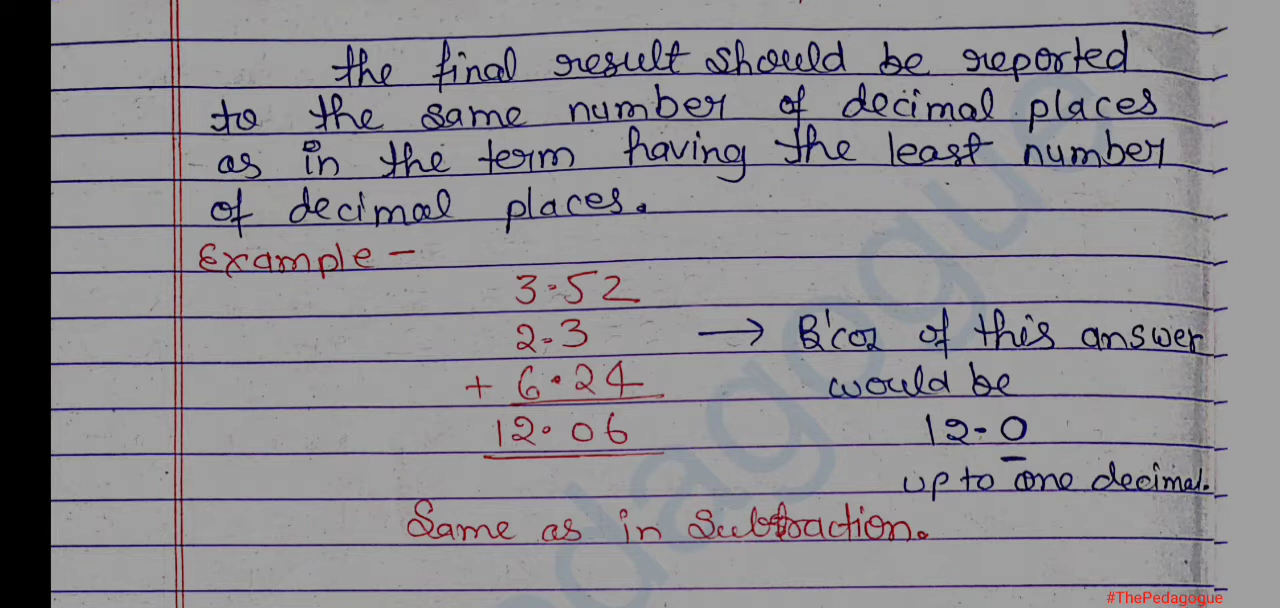 the final result should be reported
to the same number of decimal places
as in the term having the least number
of decimal places.
Example -
3.52
2.3 → B'coz of this answer
+ 6.24 would be
12.06 12.0
up to one decimal.
Same as in Subtraction.
#ThePedagogue